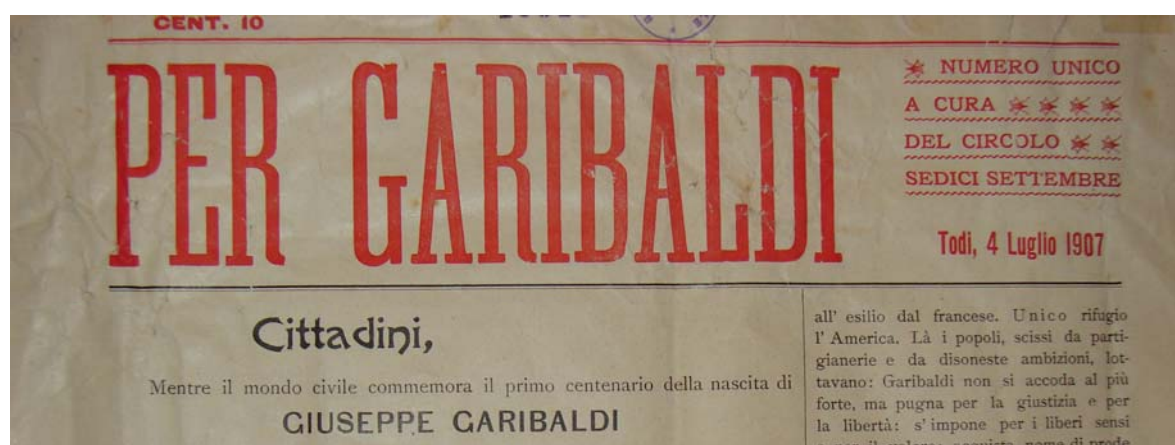 CENT. 10
PER GARIBALDI
NUMERO UNICO
A CURA
DEL CIRCOLO
SEDICI SETTEMBRE
Todi, 4 Luglio 1907
Cittadini,
Mentre il mondo civile commemora il primo centenario della nascita di
GIUSEPPE GARIBALDI
all' esilio dal francese. Unico rifugio
l' America. Là i popoli, scissi da parti-
gianerie e da disoneste ambizioni, lot-
tavano: Garibaldi non si accoda al più
forte, ma pugna per la giustizia e per
la libertà: s' impone per i liberi sensi